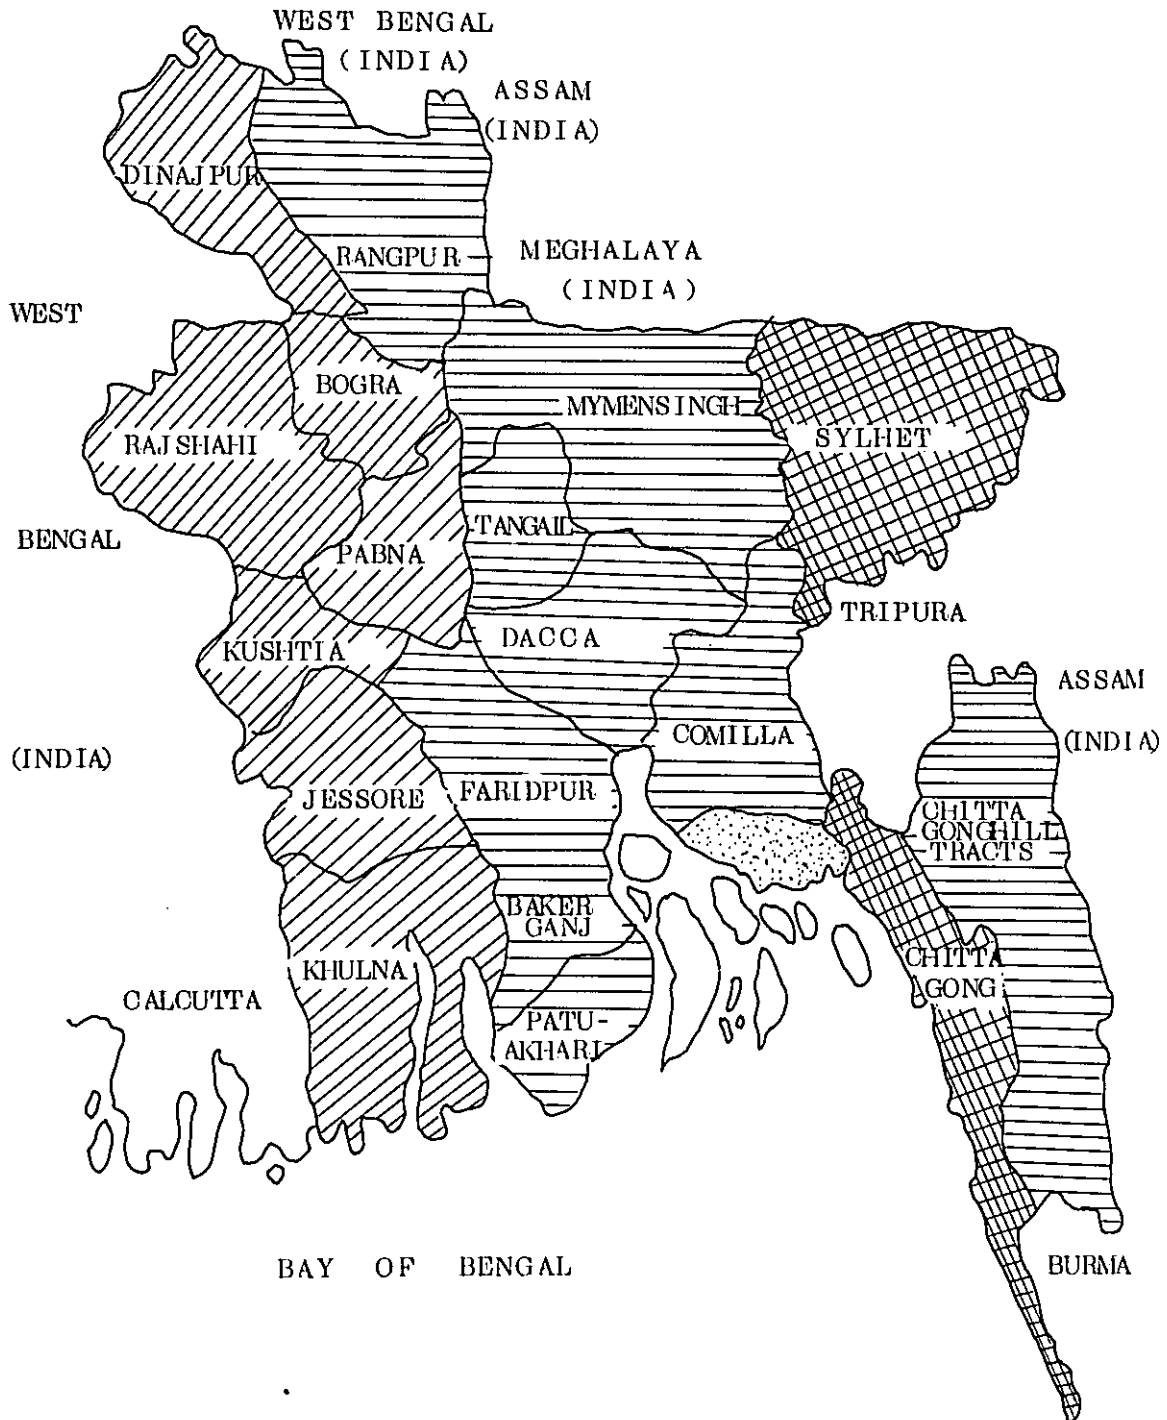 WEST BENGAL
(INDIA)
ASSAM
(INDIA)
DINAJPUR
RANGPUR
MEGHALAYA
(INDIA)
WEST
BOGRA
MYMENSINGH
RAJSHAHI
SYLHET
BENGAL
TANGAIL
PABNA
TRIPURA
DACCA
KUSHTIA
ASSAM
(INDIA)
COMILLA
(INDIA)
JESSORE
FARIDPUR
CHITTA
GONGHILL
TRACTS
BAKER
GANJ
KHULNA
CHITTA
GONG
CALCUTTA
PATU-
AKHARI
BAY OF BENGAL
BURMA